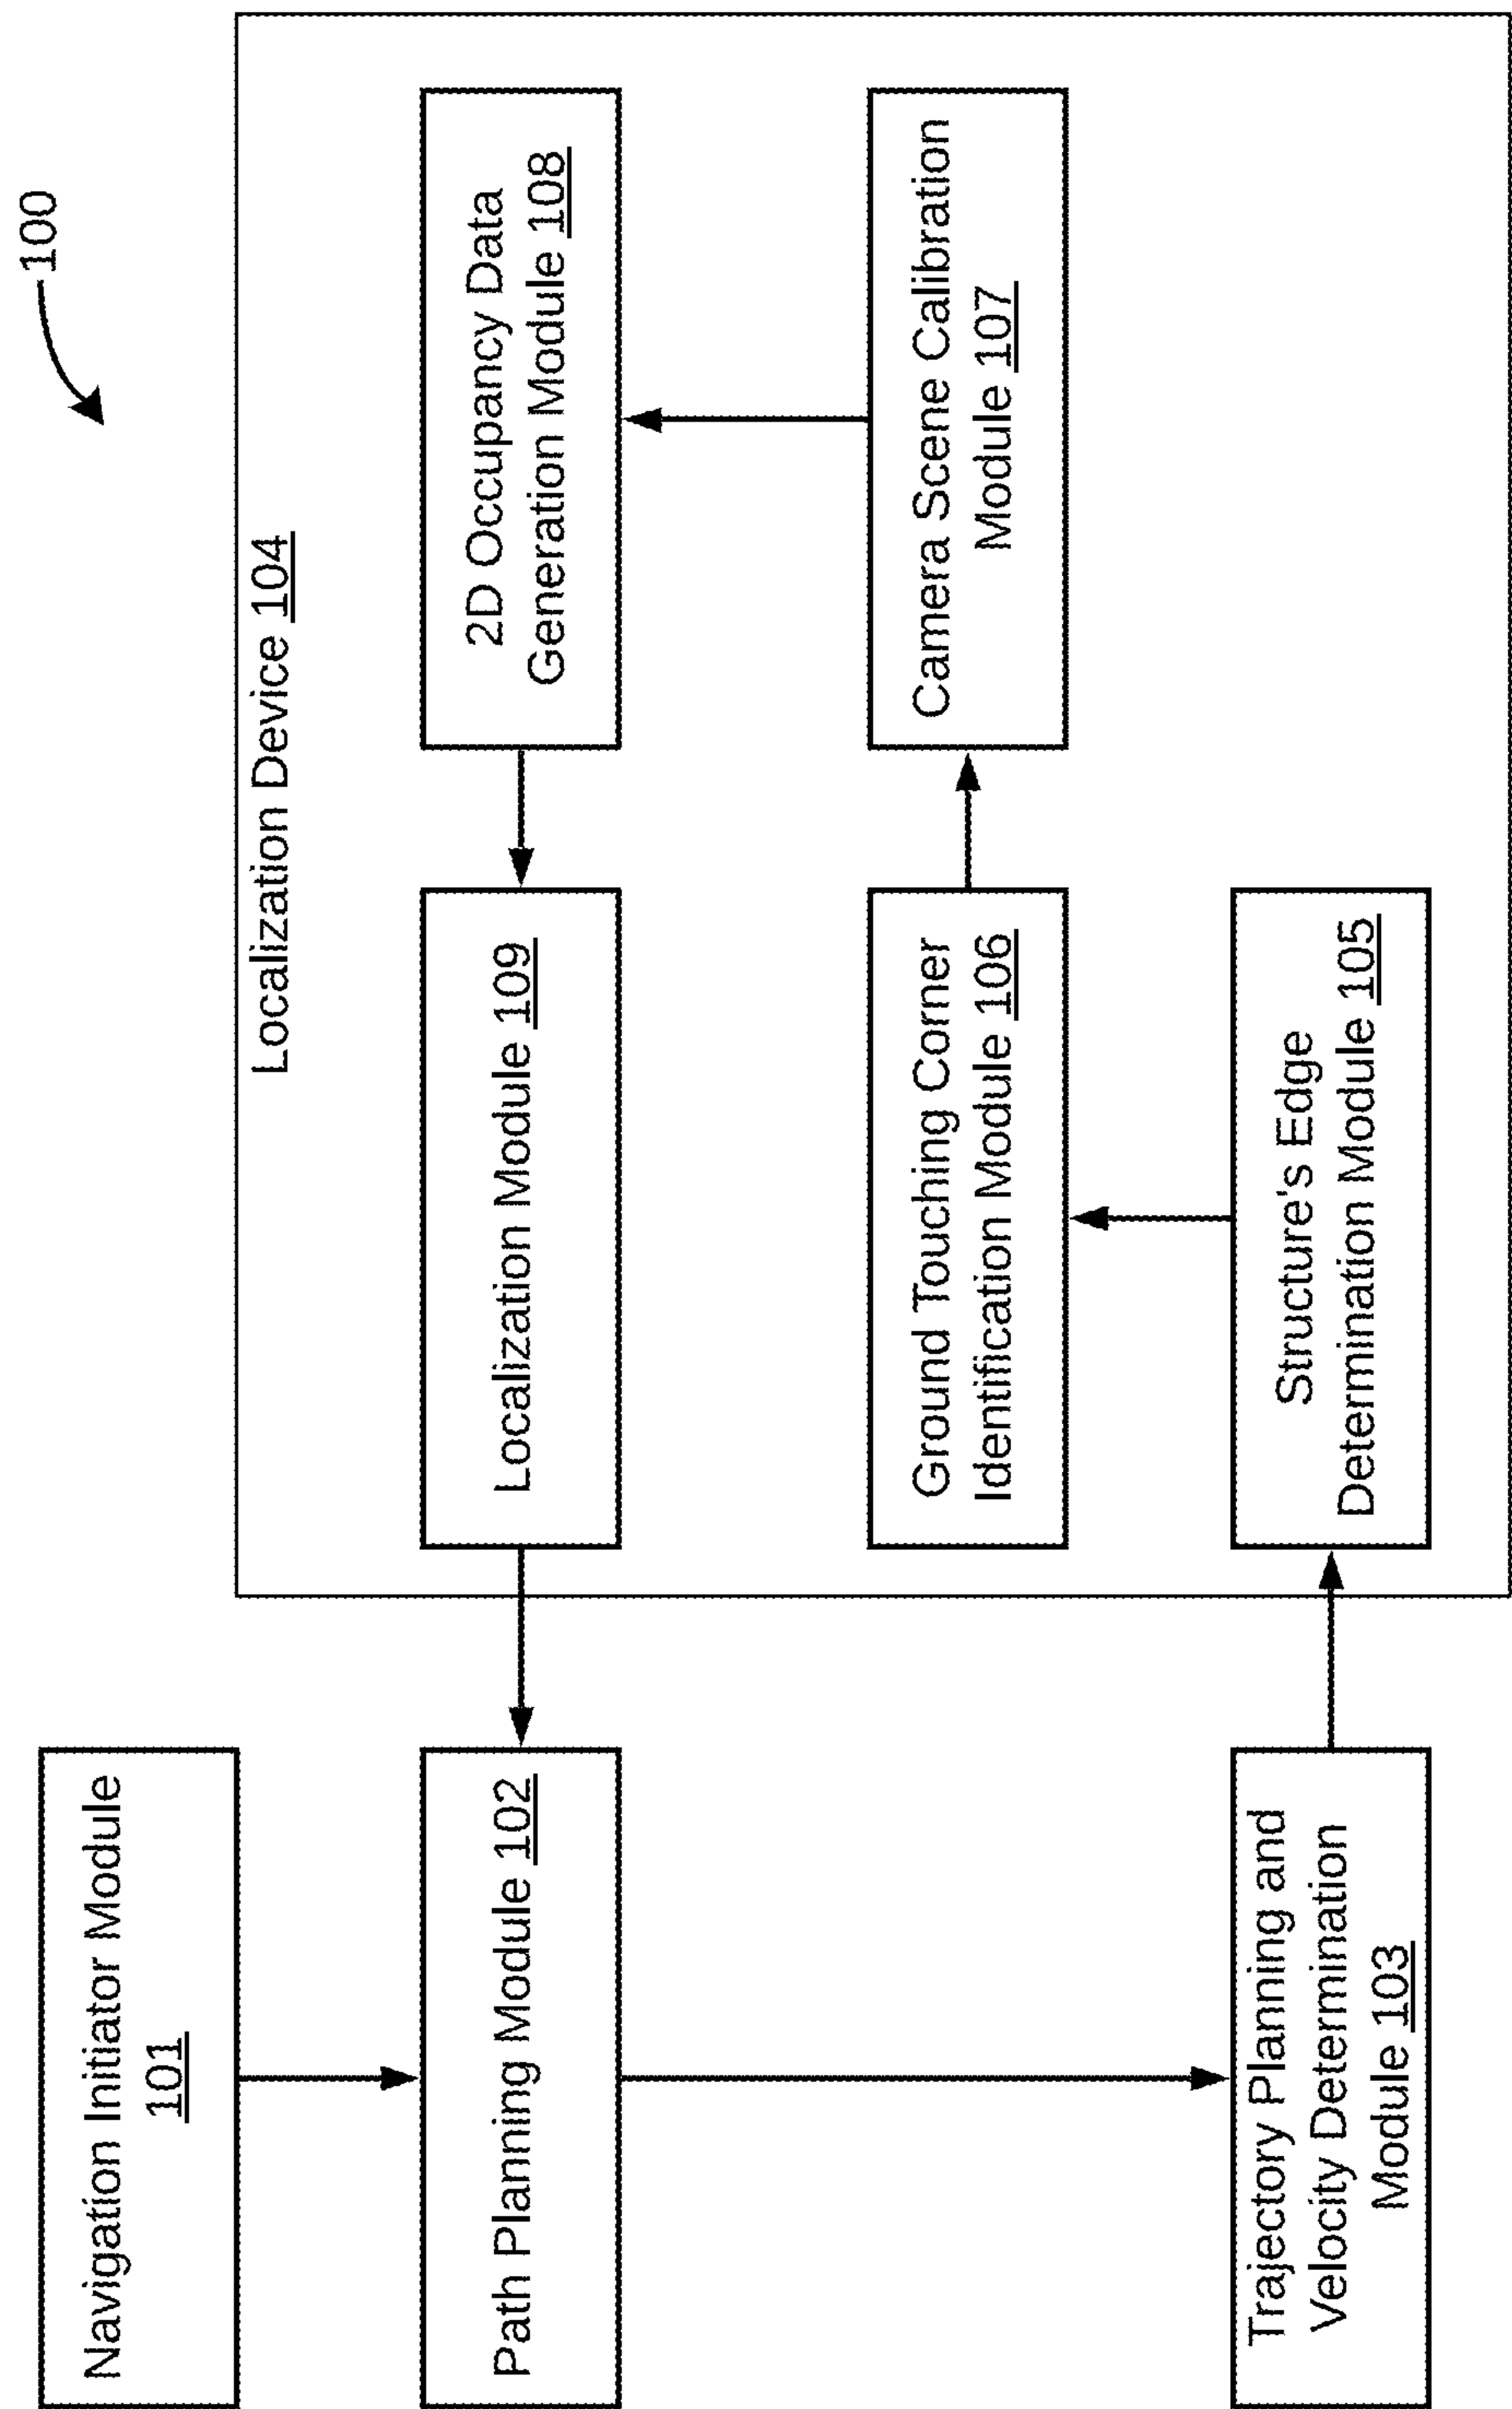 100
Navigation Initiator Module
101
Localization Device 104
Path Planning Module 102
Localization Module 109
2D Occupancy Data
Generation Module 108
Ground Touching Corner
Identification Module 106
Camera Scene Calibration
Module 107
Trajectory Planning and
Velocity Determination
Module 103
Structure's Edge
Determination Module 105